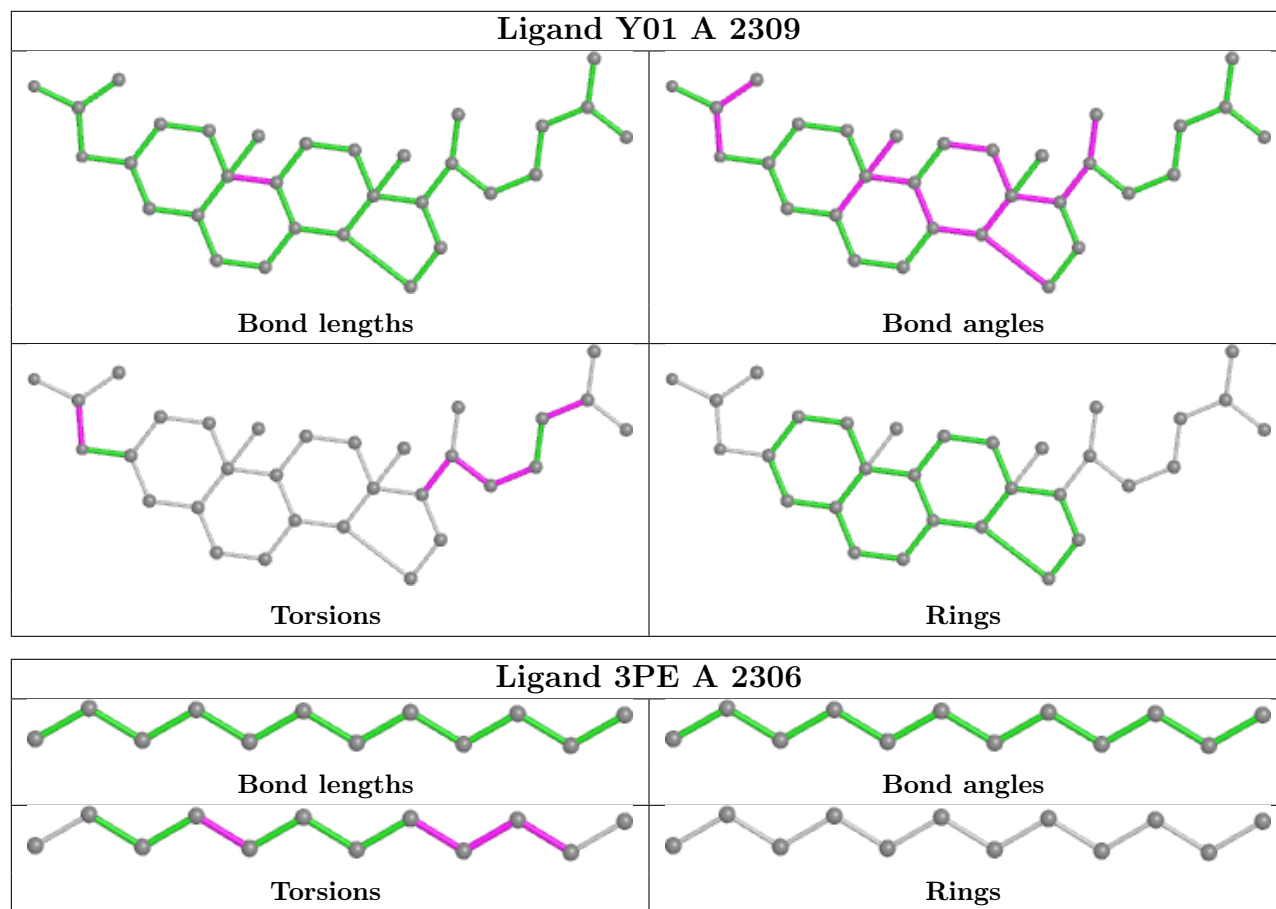 Ligand Y01 A 2309
Bond lengths
Bond angles
Torsions
Rings
Ligand 3PE A 2306
Bond lengths
Bond angles
Torsions
Rings